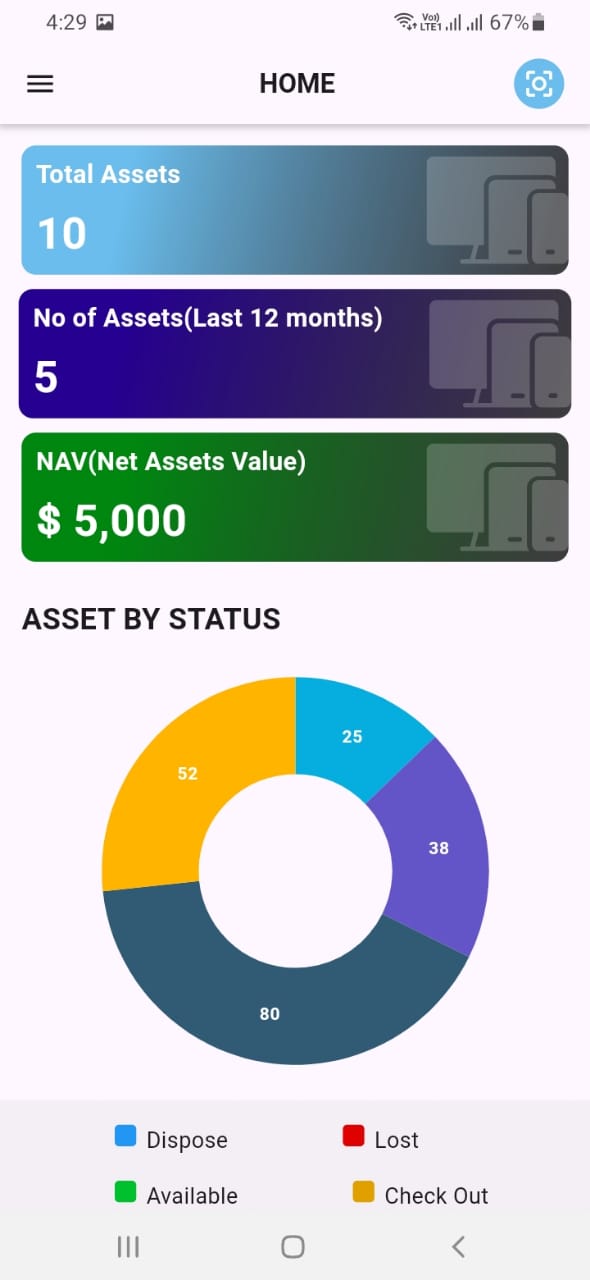 4:29
Vo))
LTE1
67%
HOME
Total Assets
10
No of Assets(Last 12 months)
5
NAV(Net Assets Value)
$ 5,000
ASSET BY STATUS
25
52
38
80
Dispose
Lost
Available
Check Out